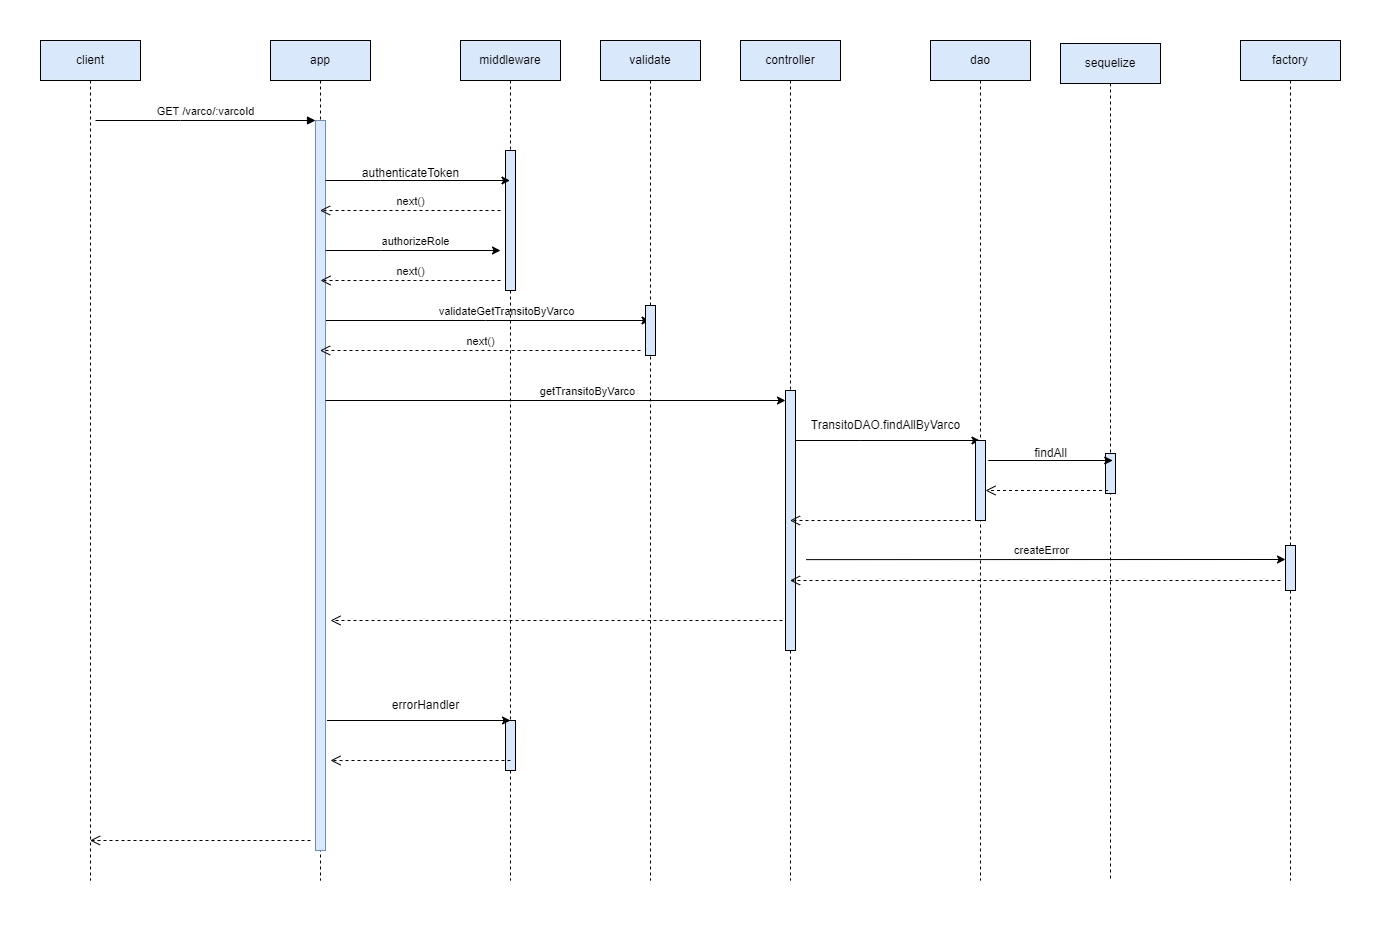 client
app
middleware
validate
controller
dao
sequelize
factory
GET /varco/:varcoId
authenticateToken
next()
authorizeRole
next()
validateGetTransitoByVarco
next()
getTransitoByVarco
TransitoDAO.findAllByVarco
findAll
createError
errorHandler